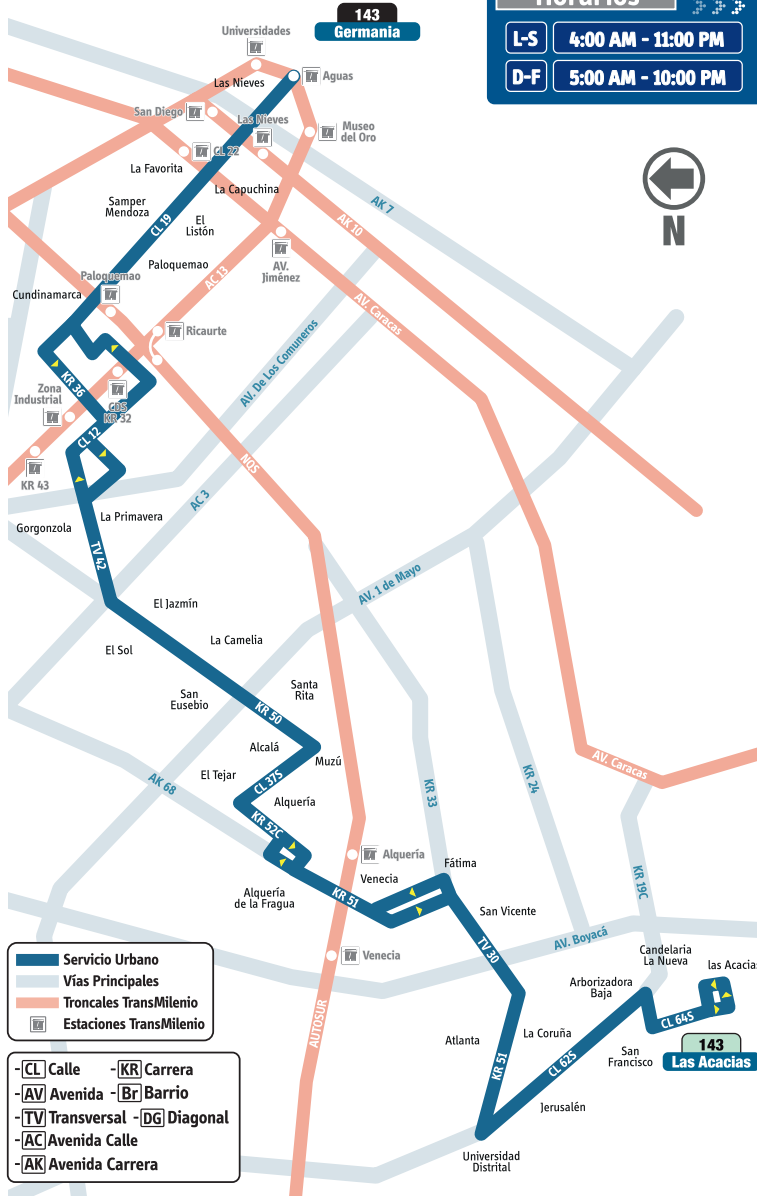 143
Germania
Horarios
L-S
4:00 AM - 11:00 PM
D-F
5:00 AM - 10:00 PM
Universidades
Las Nieves
Aguas
San Diego
Las Nieves
Museo
del Oro
CL 22
La Favorita
La Capuchina
Samper
Mendoza
El
Listón
CL 19
AK 7
AK 10
N
Paloquemao
AV.
Jiménez
AC 13
Paloquemao
Cundinamarca
AV. Caracas
Ricaurte
AV. De Los Comuneros
KR 36
Zona
Industrial
CDS
KR 32
CL 12
KR 43
NQS
AC 3
La Primavera
Gorgonzola
TV 42
AV. 1 de Mayo
El Jazmín
La Camelia
El Sol
Santa
Rita
San
Eusebio
KR 50
Alcalá
Muzú
AV. Caracas
El Tejar
CL 37S
AK 68
KR 33
KR 24
Alquería
KR 52C
Alquería
Fátima
Venecia
KR 19C
Alquería
de la Fragua
KR 51
San Vicente
AV. Boyacá
TV 30
Venecia
Candelaria
La Nueva
las Acacias
Arborizadora
Baja
AUTOSUR
Atlanta
La Coruña
CL 64S
San
Francisco
143
Las Acacias
KR 51
CL 62S
Jerusalén
Universidad
Distrital
Servicio Urbano
Vías Principales
Troncales TransMilenio
Estaciones TransMilenio
-CL Calle -KR Carrera
-AV Avenida -Br Barrio
-TV Transversal -DG Diagonal
-AC Avenida Calle
-AK Avenida Carrera